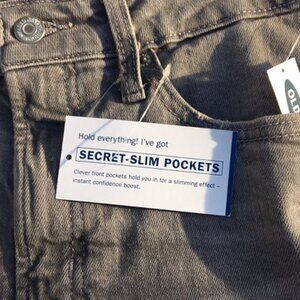 Hold everything! I've got
SECRET-SLIM POCKETS
Clever front pockets hold you in for a slimming effect –
instant confidence boost.
OLD